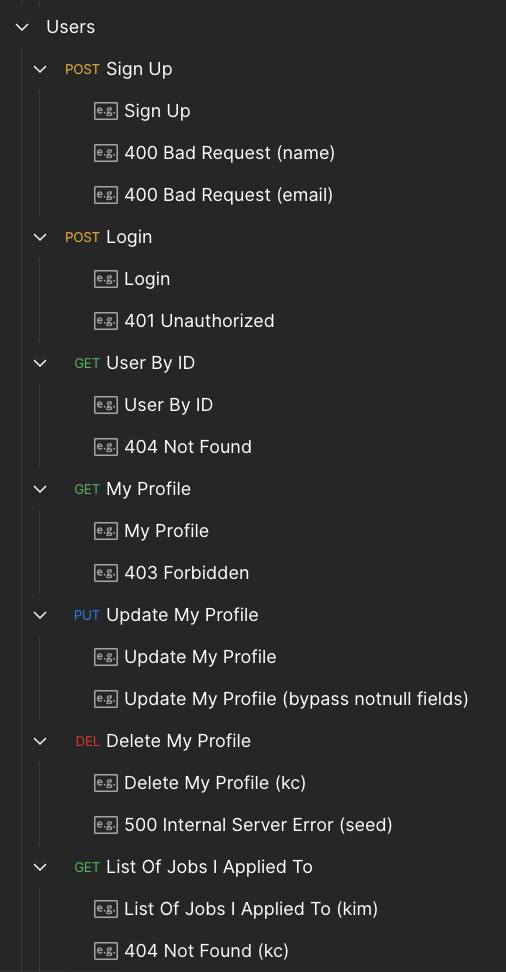 Users
POST Sign Up
e.g. Sign Up
e.g. 400 Bad Request (name)
e.g. 400 Bad Request (email)
POST Login
e.g. Login
e.g. 401 Unauthorized
GET User By ID
e.g. User By ID
e.g. 404 Not Found
GET My Profile
e.g. My Profile
e.g. 403 Forbidden
PUT Update My Profile
e.g. Update My Profile
e.g. Update My Profile (bypass notnull fields)
DEL Delete My Profile
e.g. Delete My Profile (kc)
e.g. 500 Internal Server Error (seed)
GET List Of Jobs I Applied To
e.g. List Of Jobs I Applied To (kim)
e.g. 404 Not Found (kc)